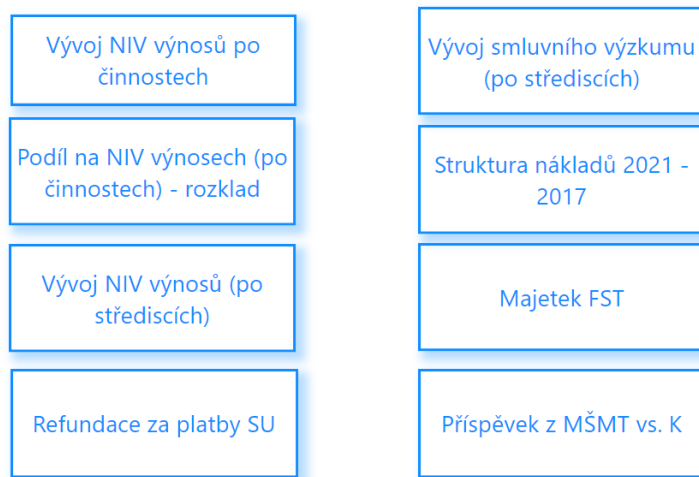 Vývoj NIV výnosů po
činnostech
Vývoj smluvního výzkumu
(po střediscích)
Podíl na NIV výnosech (po
činnostech) - rozklad
Struktura nákladů 2021 -
2017
Vývoj NIV výnosů (po
střediscích)
Majetek FST
Refundace za platby SU
Příspěvek z MŠMT vs. K